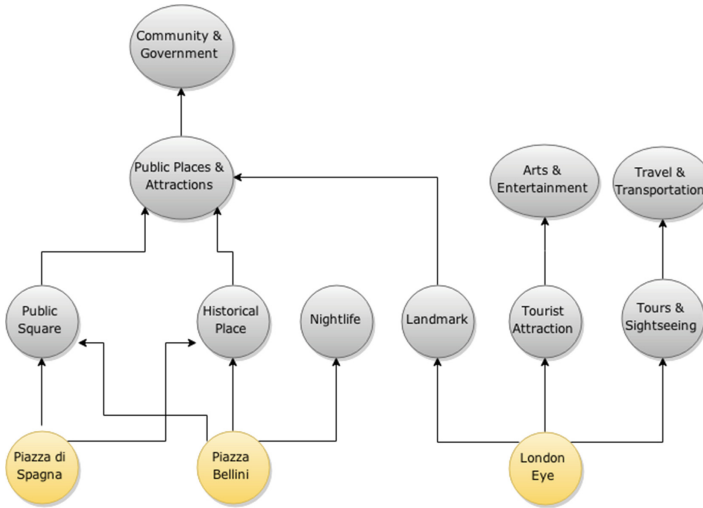 Community &
Government
Public Places &
Attractions
Arts &
Entertainment
Travel &
Transportation
Public
Square
Historical
Place
Nightlife
Landmark
Tourist
Attraction
Tours &
Sightseeing
Piazza di
Spagna
Piazza
Bellini
London
Eye